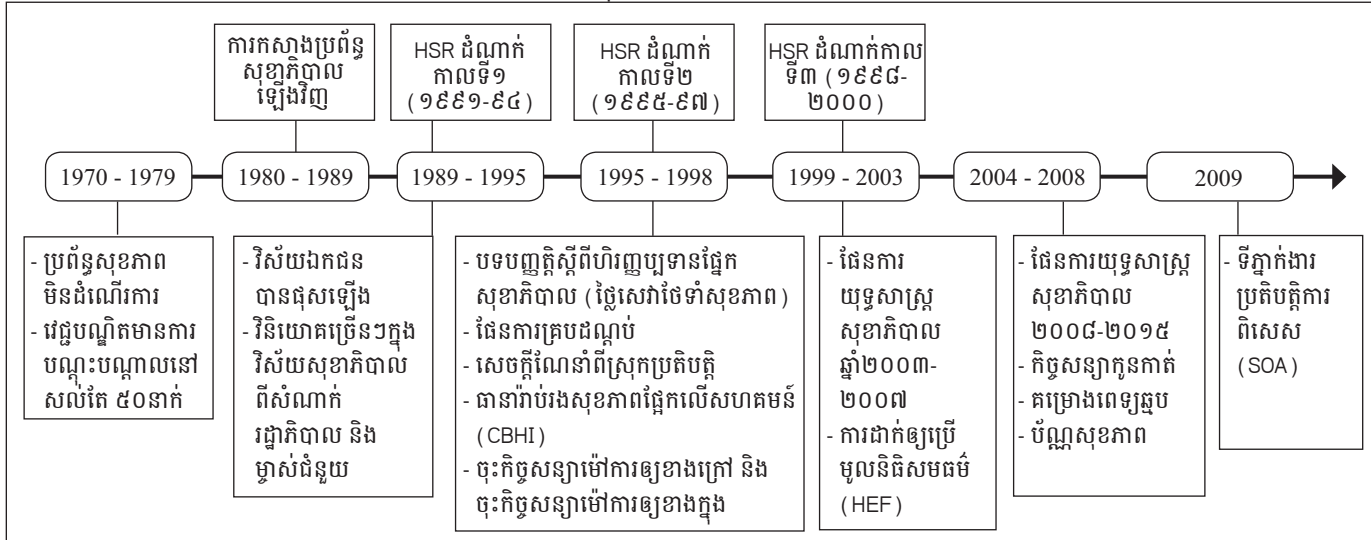 ការកសាងប្រព័ន្ធ
សុខាភិបាល
ឡើងវិញ
HSR ដំណាក់
កាលទី១
(១៩៩១-៩៤)
HSR ដំណាក់
កាលទី២
(១៩៩៥-៩៧)
HSR ដំណាក់កាល
ទី៣ (១៩៩៨-
២០០០)
1970 - 1979
1980 - 1989
1989 - 1995
1995 - 1998
1999 - 2003
2004 - 2008
2009
- ប្រព័ន្ធសុខភាព
មិនដំណើរការ
- វេជ្ជបណ្ឌិតមានការ
បណ្តុះបណ្តាលនៅ
សល់តែ ៥០នាក់
- វិស័យឯកជន
បានផុសឡើង
- វិនិយោគច្រើនៗក្នុង
វិស័យសុខាភិបាល
ពីសំណាក់
រដ្ឋាភិបាល និង
ម្ចាស់ជំនួយ
- បទបញ្ញត្តិស្តីពីហិរញ្ញប្បទានផ្នែក
សុខាភិបាល (ថ្លៃសេវាថែទាំសុខភាព)
- ផែនការគ្របដណ្តប់
- សេចក្តីណែនាំពីស្រុកប្រតិបត្តិ
- ធានារ៉ាប់រងសុខភាពផ្អែកលើសហគមន៍
(CBHI)
- ចុះកិច្ចសន្យាម៉ៅការឲ្យខាងក្រៅ និង
ចុះកិច្ចសន្យាម៉ៅការឲ្យខាងក្នុង
- ផែនការ
យុទ្ធសាស្ត្រ
សុខាភិបាល
ឆ្នាំ២០០៣-
២០០៧
- ការដាក់ឲ្យប្រើ
មូលនិធិសមធម៌
(HEF)
- ផែនការយុទ្ធសាស្ត្រ
សុខាភិបាល
២០០៨-២០១៥
- កិច្ចសន្យាកូនកាត់
- គម្រោងពេទ្យឆ្មប
- ប័ណ្ណសុខភាព
- ទីភ្នាក់ងារ
ប្រតិបត្តិការ
ពិសេស
(SOA)